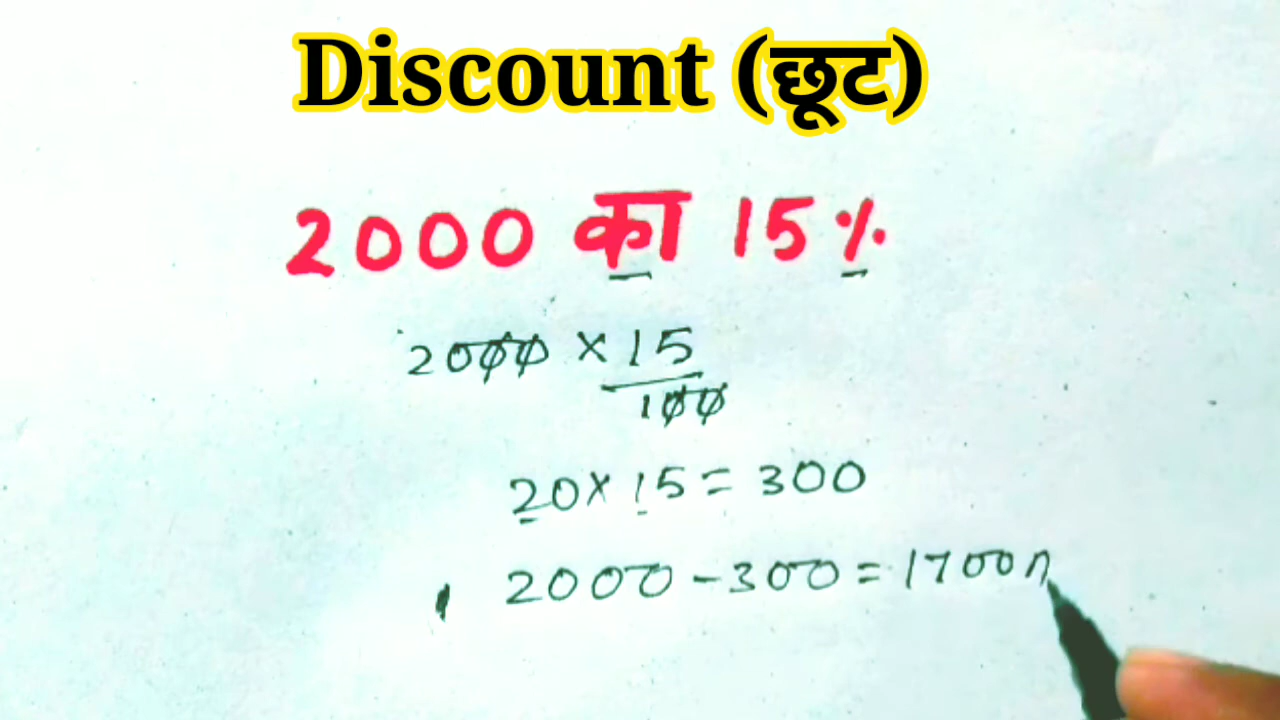 Discount (छूट)
2000 का 15%
2000 × 15
100
20 × 15 = 300
2000 - 300 = 1700